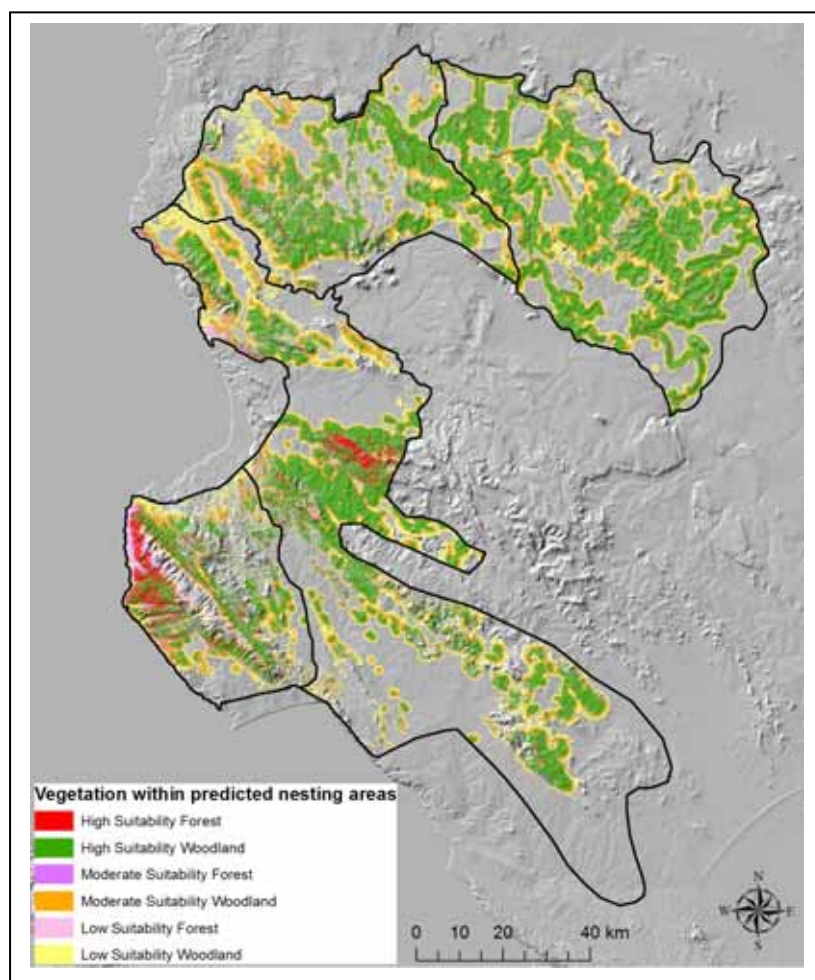 Vegetation within predicted nesting areas
High Suitability Forest
High Suitability Woodland
Moderate Suitability Forest
Moderate Suitability Woodland
Low Suitability Forest
Low Suitability Woodland
0 10 20 40 km
N
W E
S